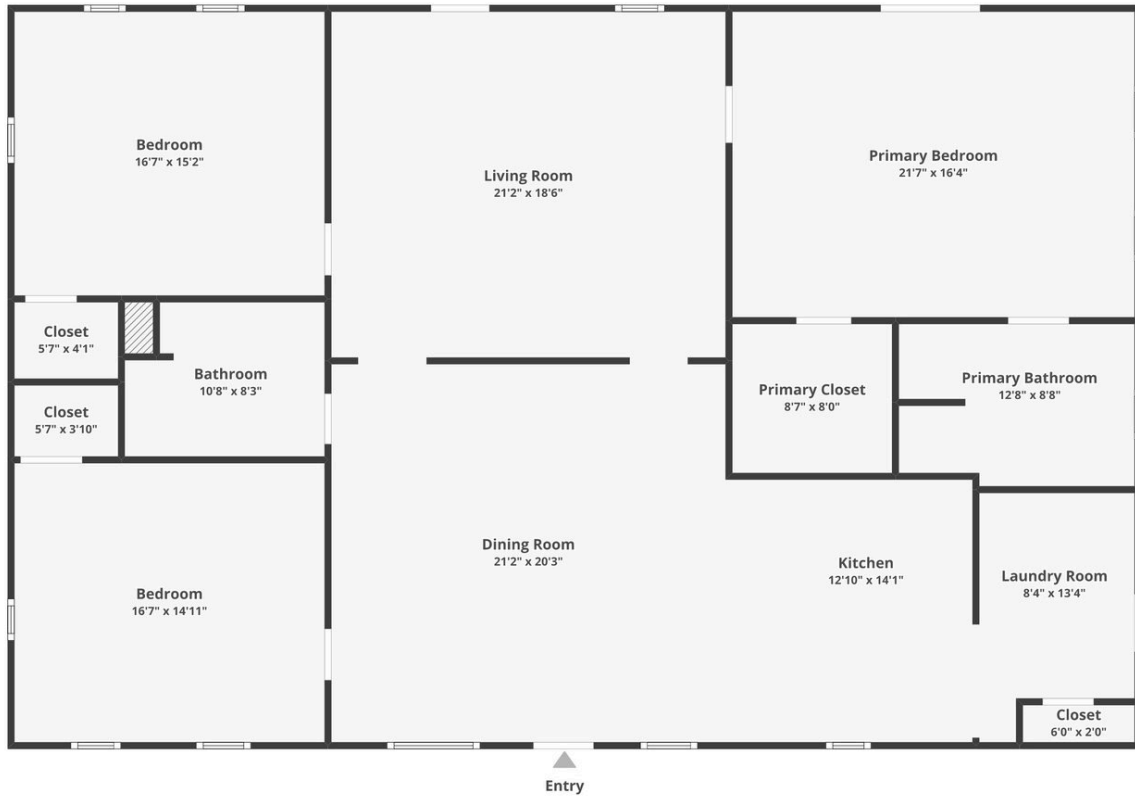 Bedroom
16'7" x 15'2"
Living Room
21'2" x 18'6"
Primary Bedroom
21'7" x 16'4"
Closet
5'7" x 4'1"
Bathroom
10'8" x 8'3"
Closet
5'7" x 3'10"
Primary Closet
8'7" x 8'0"
Primary Bathroom
12'8" x 8'8"
Bedroom
16'7" x 14'11"
Dining Room
21'2" x 20'3"
Kitchen
12'10" x 14'1"
Laundry Room
8'4" x 13'4"
Closet
6'0" x 2'0"
Entry